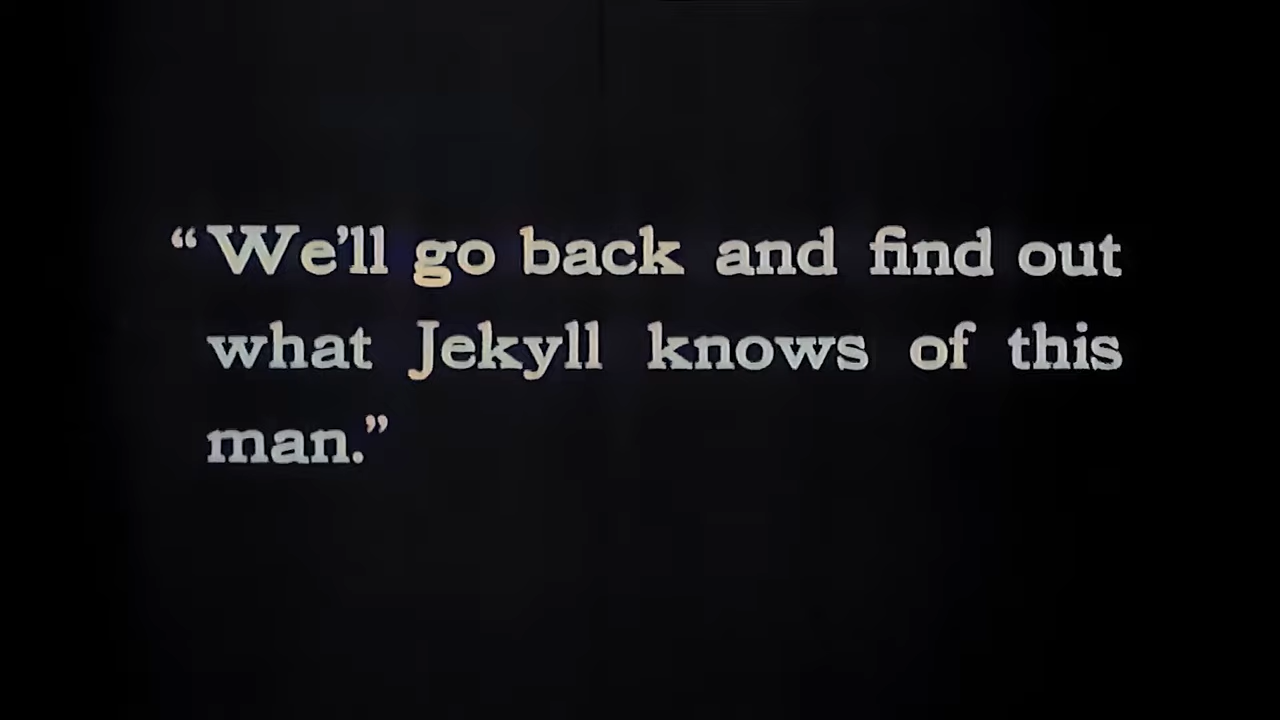 “We’ll go back and find out
what Jekyll knows of this
man.”